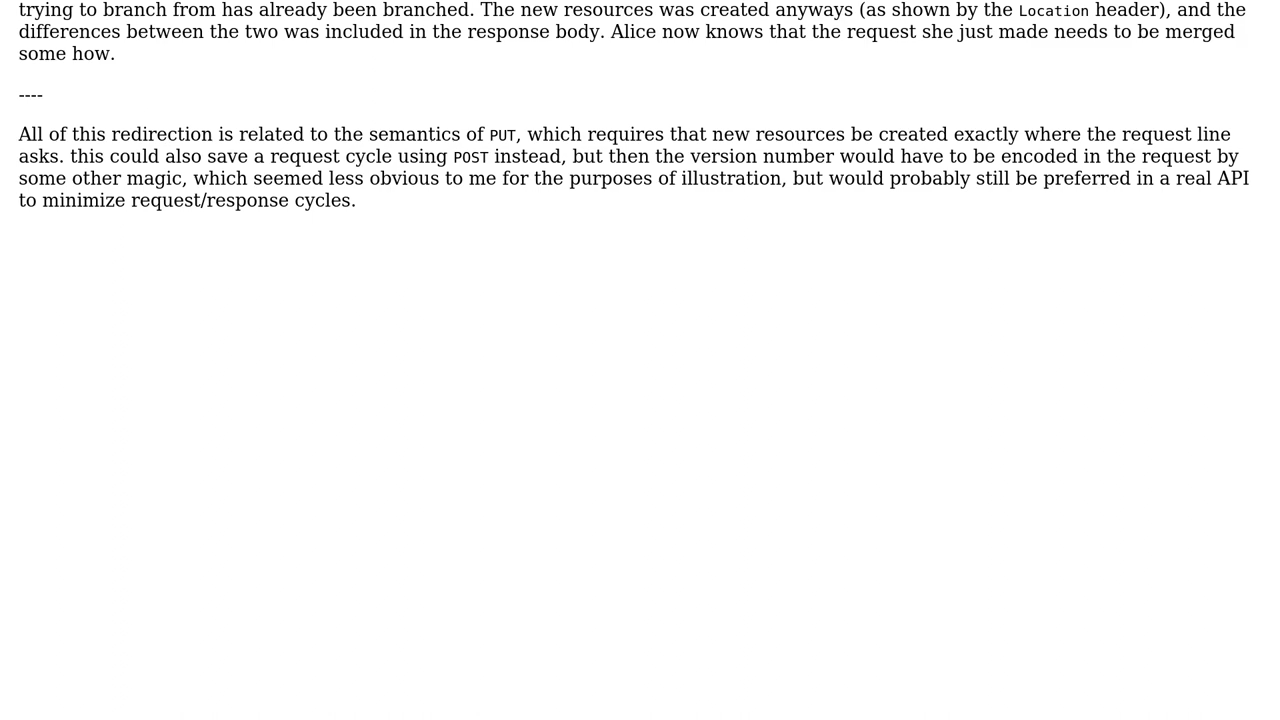 trying to branch from has already been branched. The new resources was created anyways (as shown by the Location header), and the
differences between the two was included in the response body. Alice now knows that the request she just made needs to be merged
some how.
----
All of this redirection is related to the semantics of PUT, which requires that new resources be created exactly where the request line
asks. this could also save a request cycle using POST instead, but then the version number would have to be encoded in the request by
some other magic, which seemed less obvious to me for the purposes of illustration, but would probably still be preferred in a real API
to minimize request/response cycles.